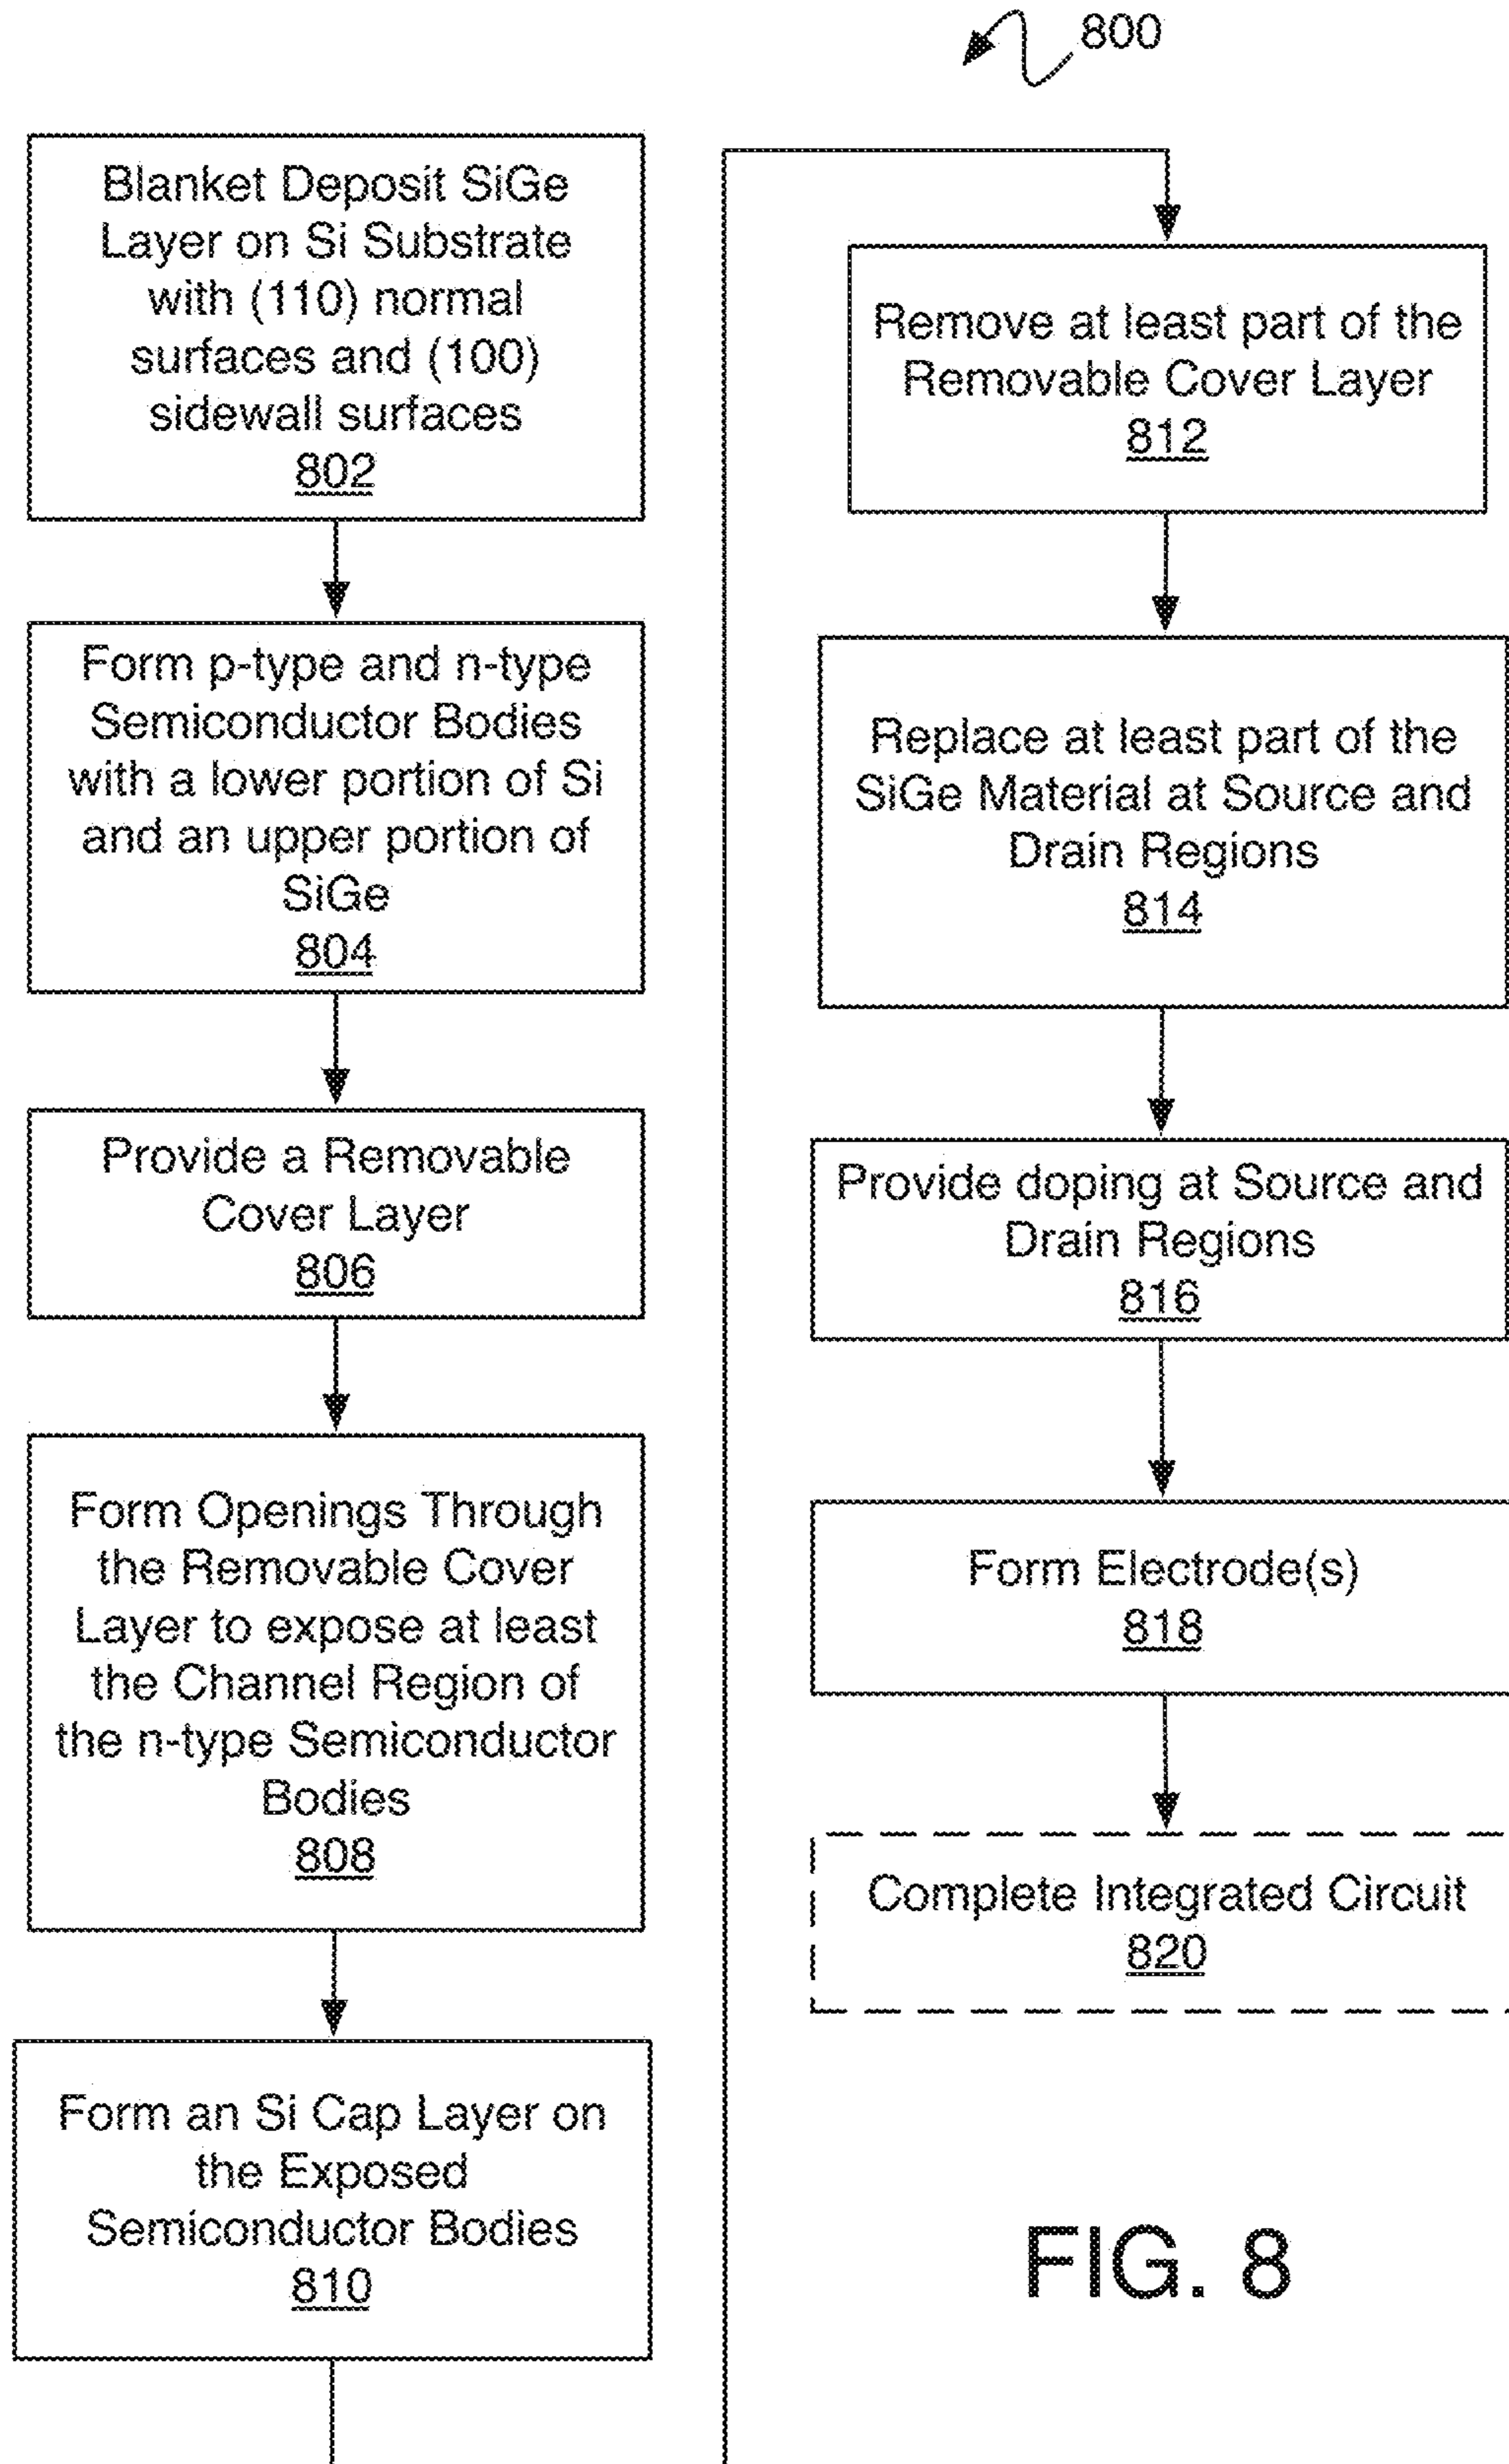 800
Blanket Deposit SiGe
Layer on Si Substrate
with (110) normal
surfaces and (100)
sidewall surfaces
802
Form p-type and n-type
Semiconductor Bodies
with a lower portion of Si
and an upper portion of
SiGe
804
Provide a Removable
Cover Layer
806
Form Openings Through
the Removable Cover
Layer to expose at least
the Channel Region of
the n-type Semiconductor
Bodies
808
Form an Si Cap Layer on
the Exposed
Semiconductor Bodies
810
Remove at least part of the
Removable Cover Layer
812
Replace at least part of the
SiGe Material at Source and
Drain Regions
814
Provide doping at Source and
Drain Regions
816
Form Electrode(s)
818
Complete Integrated Circuit
820
FIG. 8